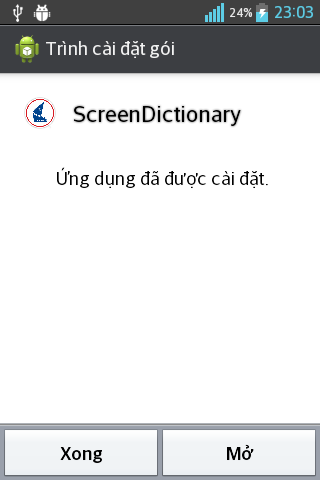 24% 23:03
Trình cài đặt gói
ScreenDictionary
Ứng dụng đã được cài đặt.
Xong Mở